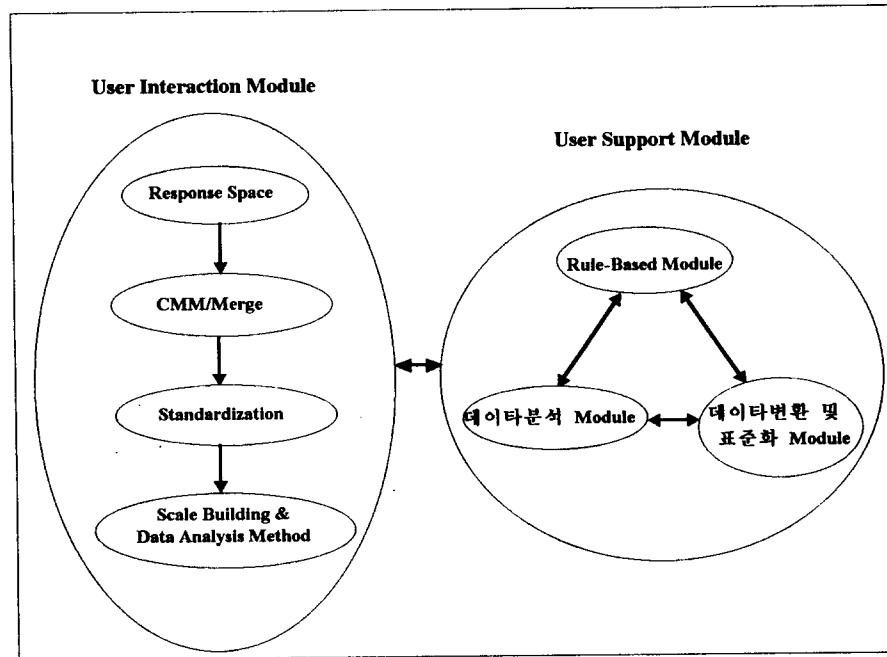 User Interaction Module
Response Space
CMM/Merge
Standardization
Scale Building &
Data Analysis Method
User Support Module
Rule-Based Module
데이타분석 Module
데이타변환 및
표준화 Module